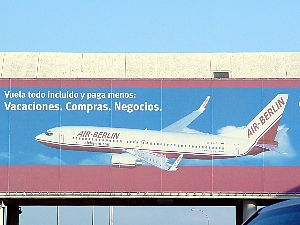 Vuela todo incluido y paga menos:
Vacaciones. Compras. Negocios.
AIR-BERLIN
AIR-BERLIN